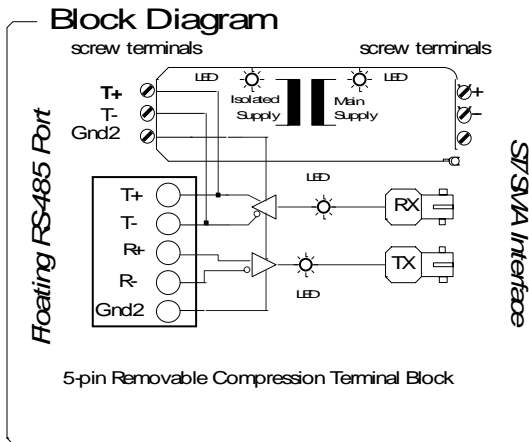 Block Diagram
screw terminals
screw terminals
LED
LED
T+
T-
Gnd2
Isolated
Supply
Main
Supply
+
-
Floating RS485 Port
T+
T-
R+
R-
Gnd2
LED
RX
TX
LED
ST/SMA Interface
5-pin Removable Compression Terminal Block